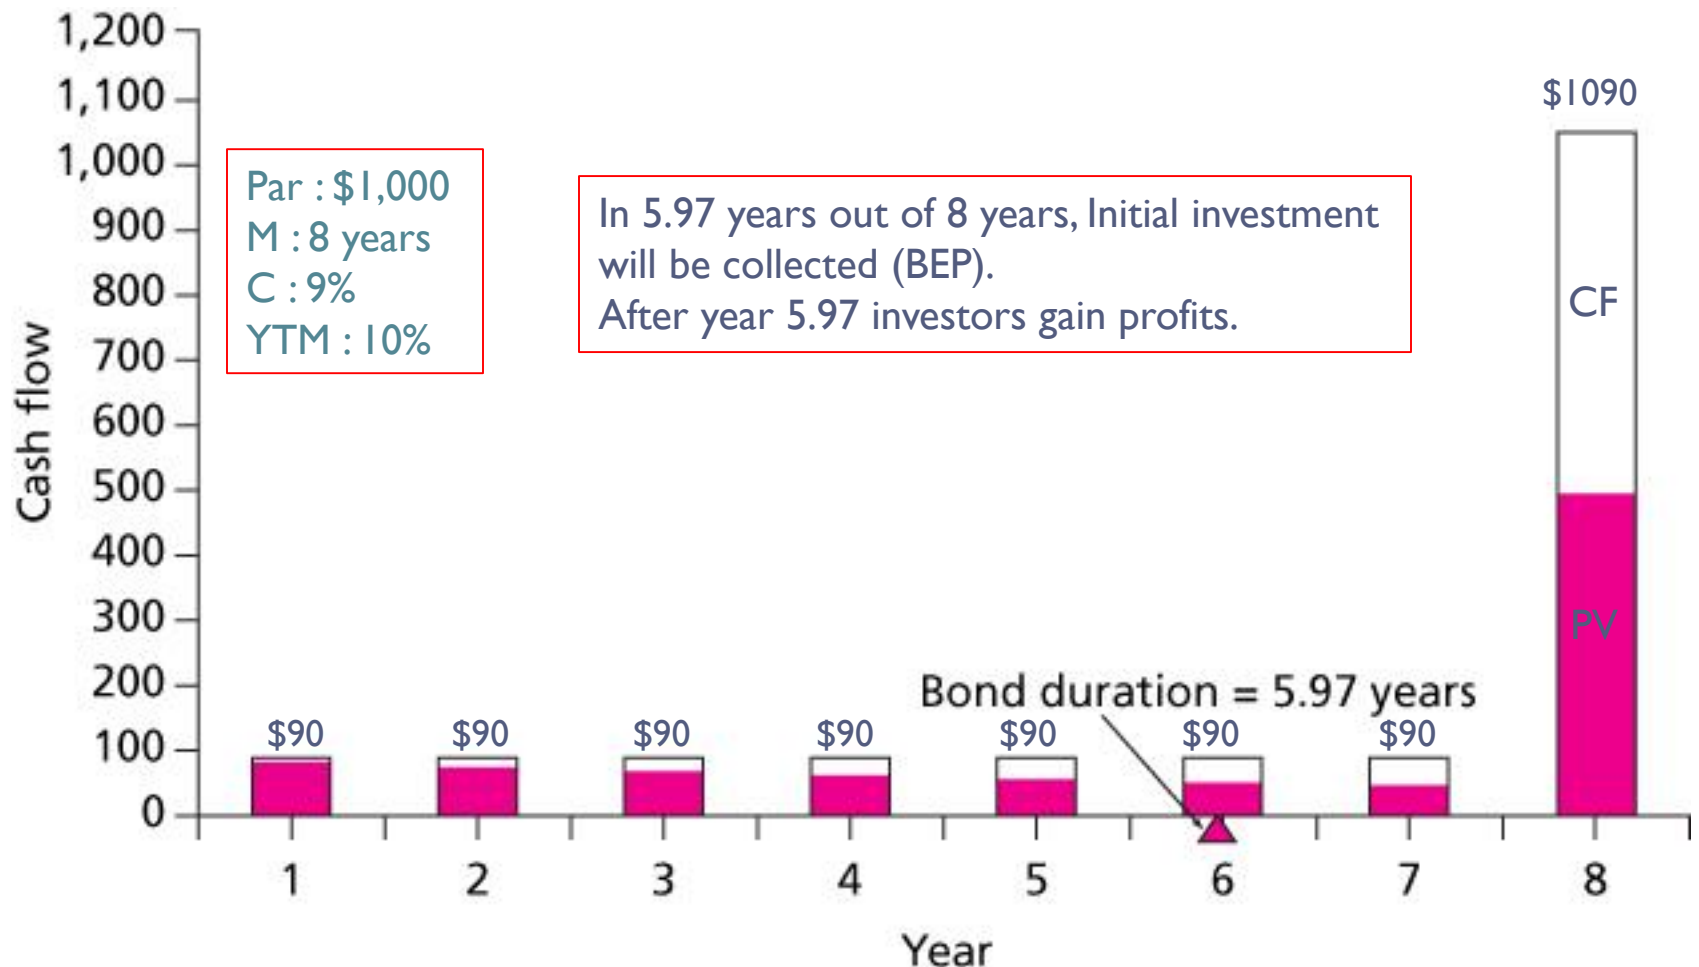 1,200
1,100
1,000
900
800
700
600
500
400
300
200
100
0
Cash flow
Par : $1,000
M : 8 years
C : 9%
YTM : 10%
In 5.97 years out of 8 years, Initial investment
will be collected (BEP).
After year 5.97 investors gain profits.
$1090
CF
PV
Bond duration = 5.97 years
$90 $90 $90 $90 $90 $90 $90
1 2 3 4 5 6 7 8
Year